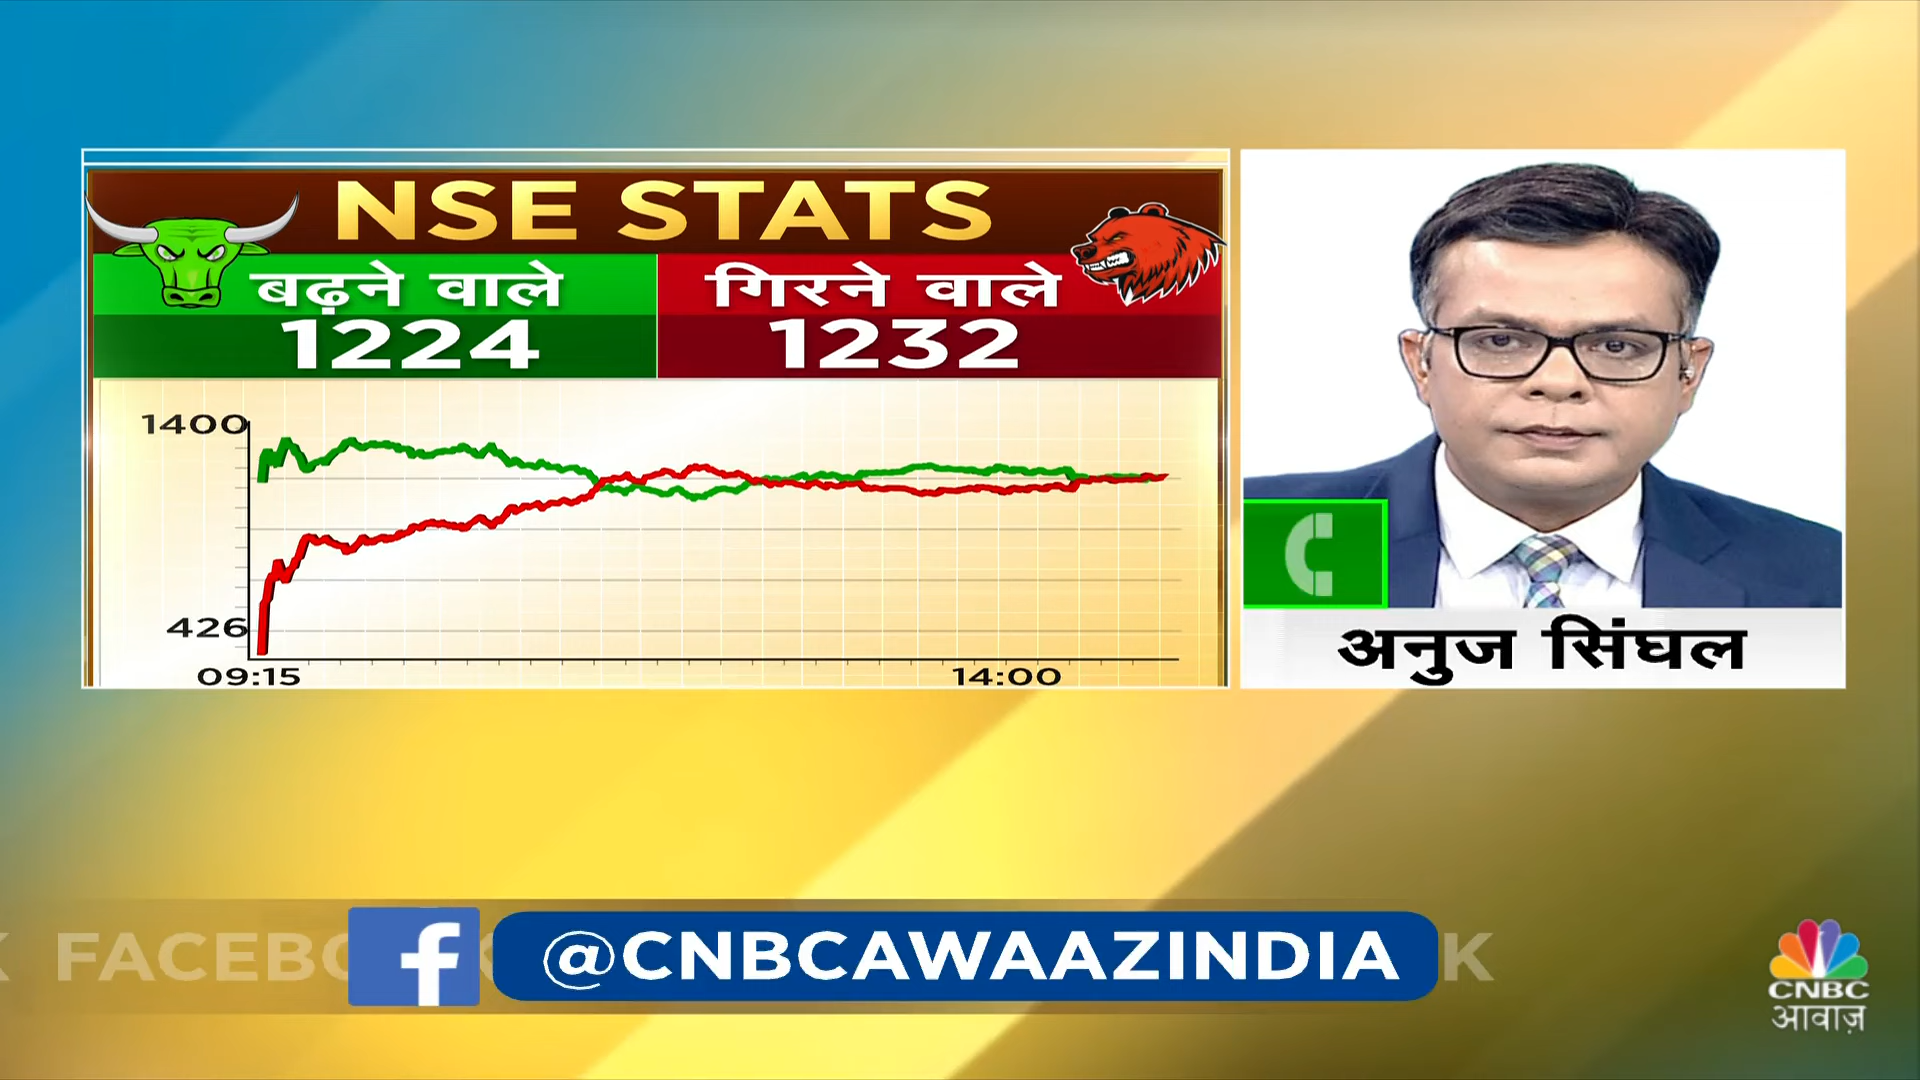 NSE STATS
बढ़ने वाले
1224
गिरने वाले
1232
1400
426
09:15
14:00
अनुज सिंघल
FACEBO
f
@CNBCAWAAZINDIA
K
CNBC
आवाज़